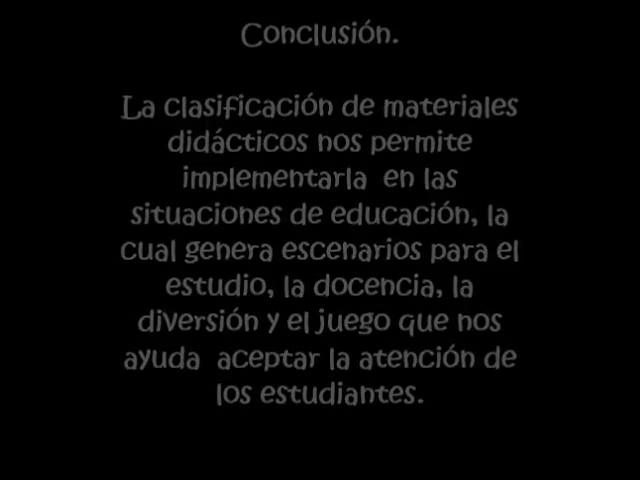 Conclusión.
La clasificación de materiales
didácticos nos permite
implementarla en las
situaciones de educación, la
cual genera escenarios para el
estudio, la docencia, la
diversión y el juego que nos
ayuda aceptar la atención de
los estudiantes.